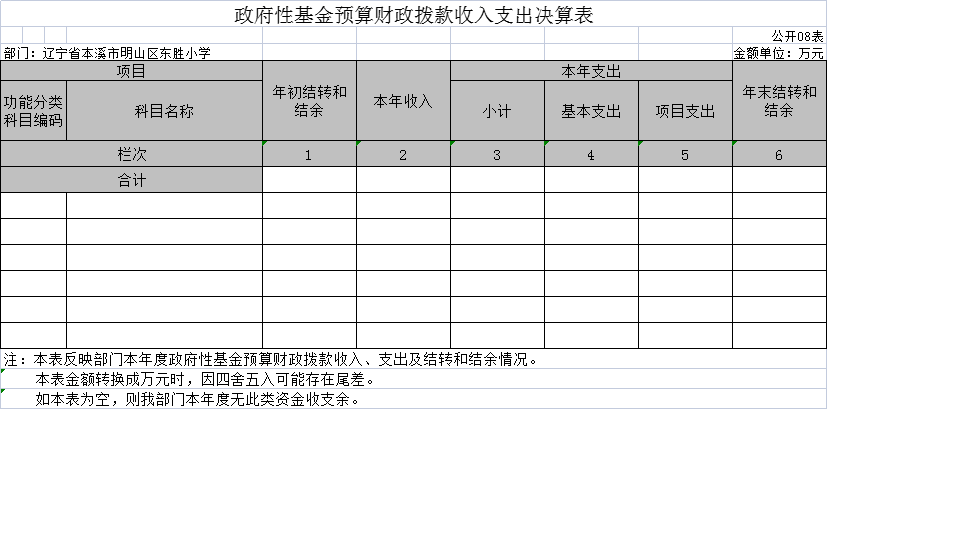 政府性基金预算财政拨款收入支出决算表
公开08表
部门：辽宁省本溪市明山区东胜小学 金额单位：万元
项目 本年支出
功能分类科目编码 科目名称 年初结转和结余 本年收入 小计 基本支出 项目支出 年末结转和结余
栏次 1 2 3 4 5 6
合计
注：本表反映部门本年度政府性基金预算财政拨款收入、支出及结转和结余情况。
本表金额转换成万元时，因四舍五入可能存在尾差。
如本表为空，则我部门本年度无此类资金收支余。